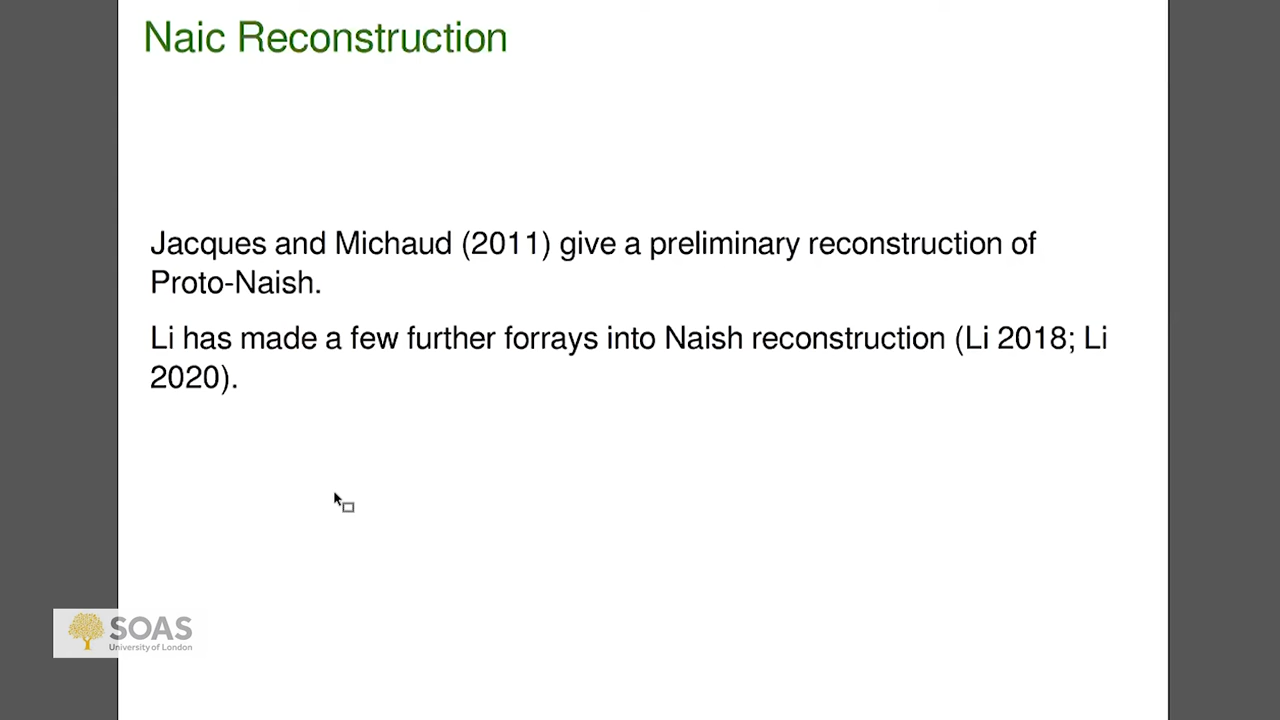 Naic Reconstruction
Jacques and Michaud (2011) give a preliminary reconstruction of
Proto-Naish.
Li has made a few further forrays into Naish reconstruction (Li 2018; Li
2020).
SOAS
University of London